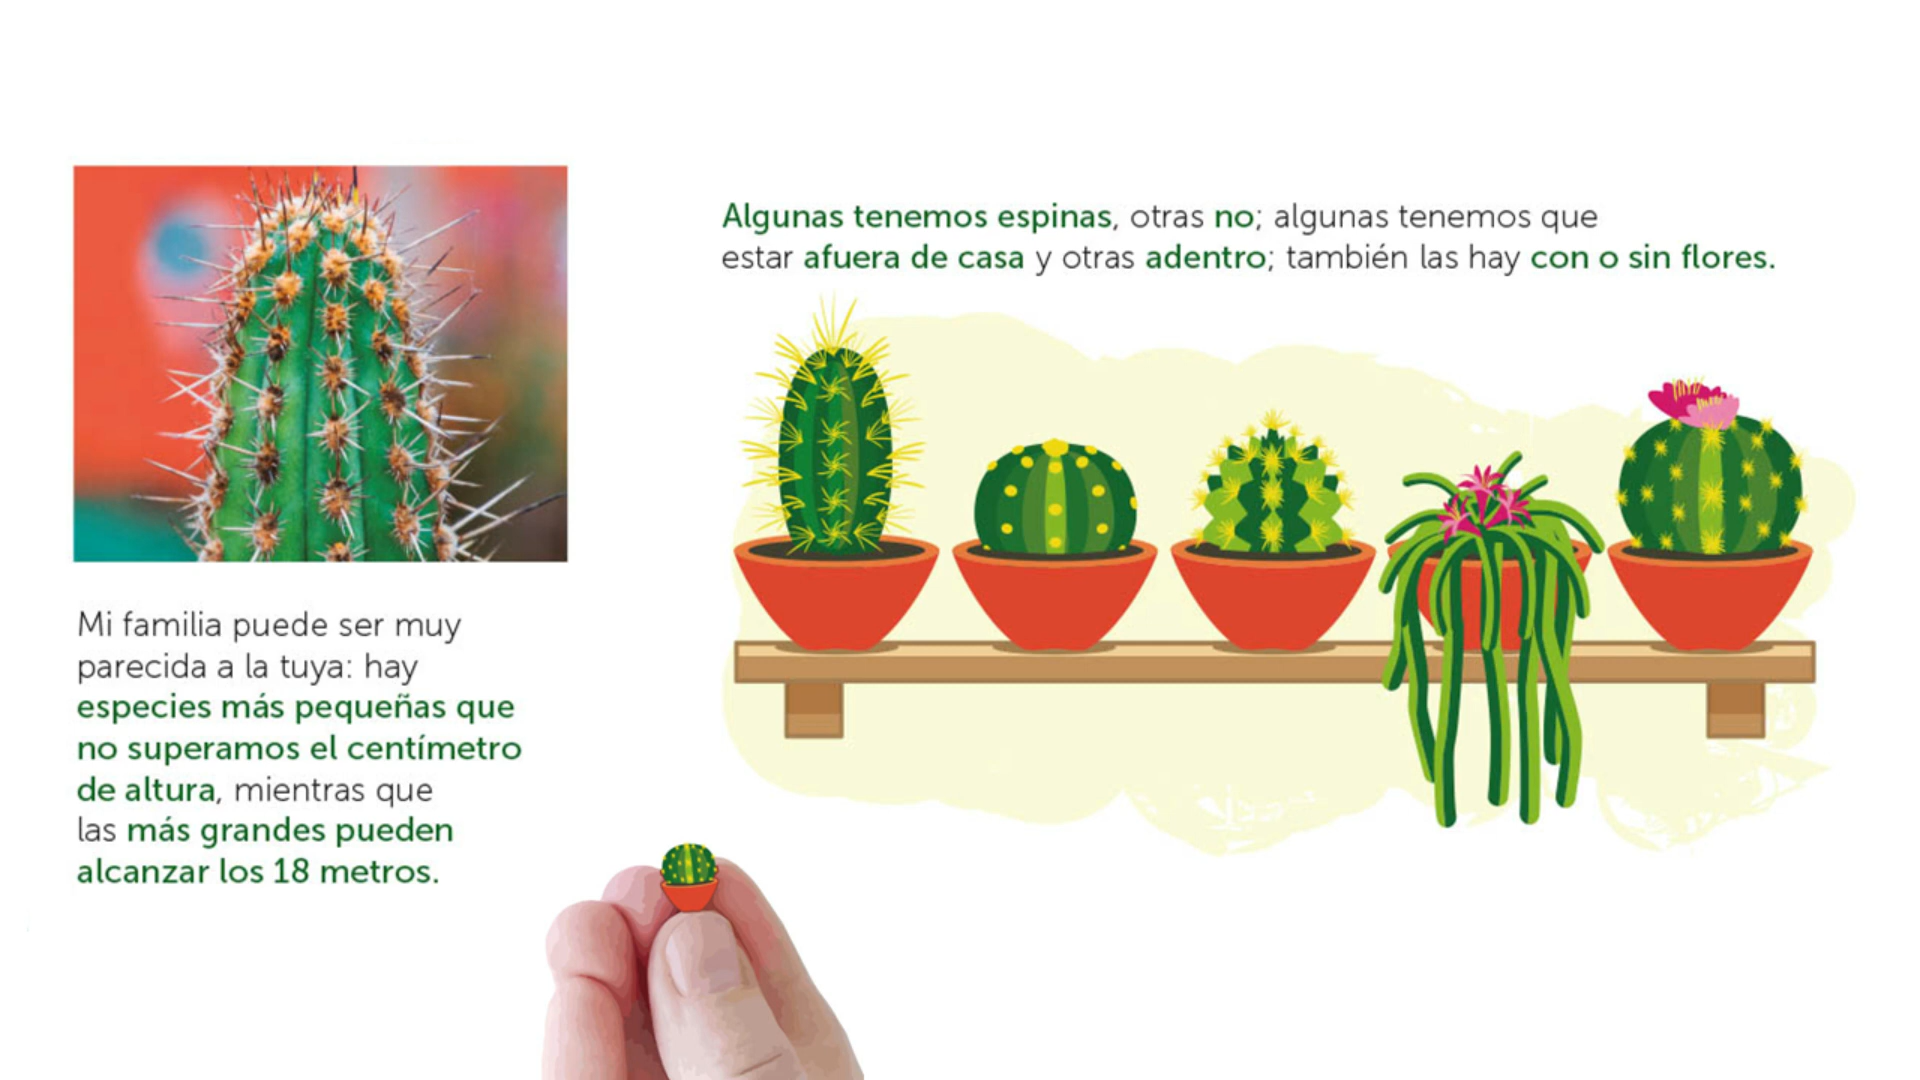 Algunas tenemos espinas, otras no; algunas tenemos que
estar afuera de casa y otras adentro; también las hay con o sin flores.
Mi familia puede ser muy
parecida a la tuya: hay
especies más pequeñas que
no superamos el centímetro
de altura, mientras que
las más grandes pueden
alcanzar los 18 metros.